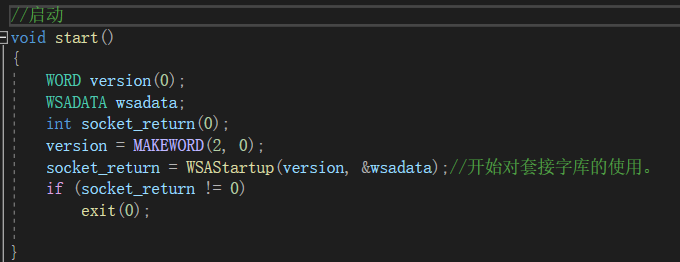 //启动
void start()
{
WORD version(0);
WSADATA wsadata;
int socket_return(0);
version = MAKEWORD(2, 0);
socket_return = WSAStartup(version, &wsadata);//开始对套接字库的使用。
if (socket_return != 0)
exit(0);
}